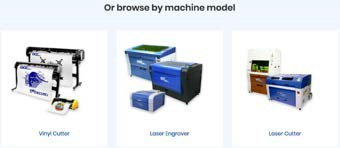 Or browse by machine model
Vinyl Cutter
Laser Engraver
Laser Cutter